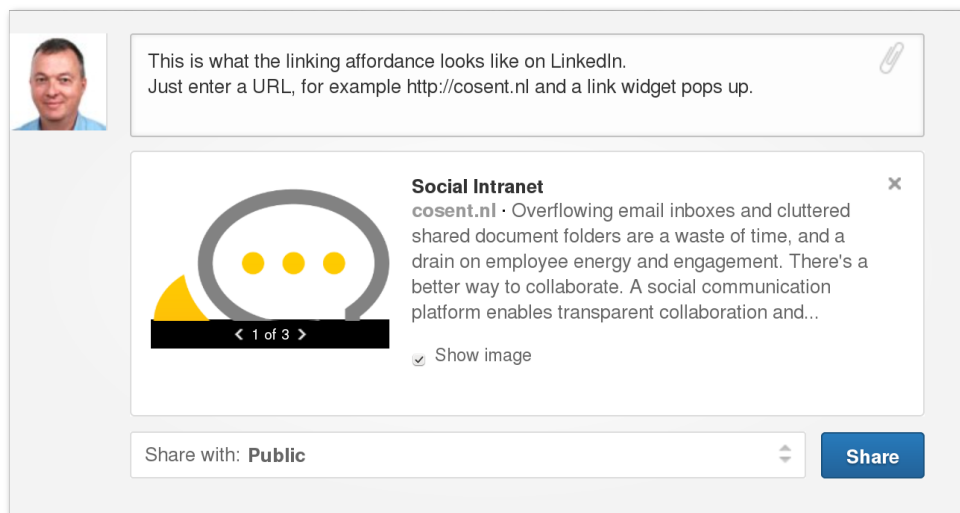 This is what the linking affordance looks like on LinkedIn.
Just enter a URL, for example http://cosent.nl and a link widget pops up.
Social Intranet
cosent.nl · Overflowing email inboxes and cluttered
shared document folders are a waste of time, and a
drain on employee energy and engagement. There's a
better way to collaborate. A social communication
platform enables transparent collaboration and...
1 of 3
Show image
Share with: Public
Share